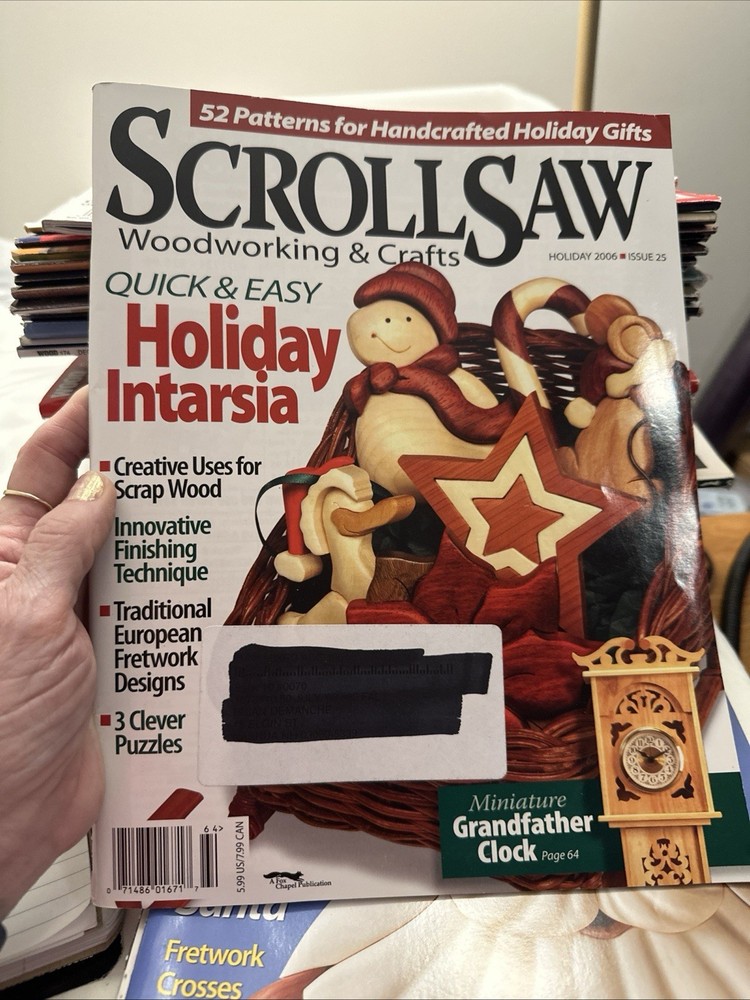 52 Patterns for Handcrafted Holiday Gifts
SCROLLSAW
Woodworking & Crafts
HOLIDAY 2006 ■ ISSUE 25
QUICK & EASY
Holiday
Intarsia
■ Creative Uses for
Scrap Wood
Innovative
Finishing
Technique
■ Traditional
European
Fretwork
Designs
■ 3 Clever
Puzzles
Miniature
Grandfather
Clock Page 64
64>
0 71486 01671 7
5.99 US/7.99 CAN
A Fox
Chapel Publication
Santa
Fretwork
Crosses